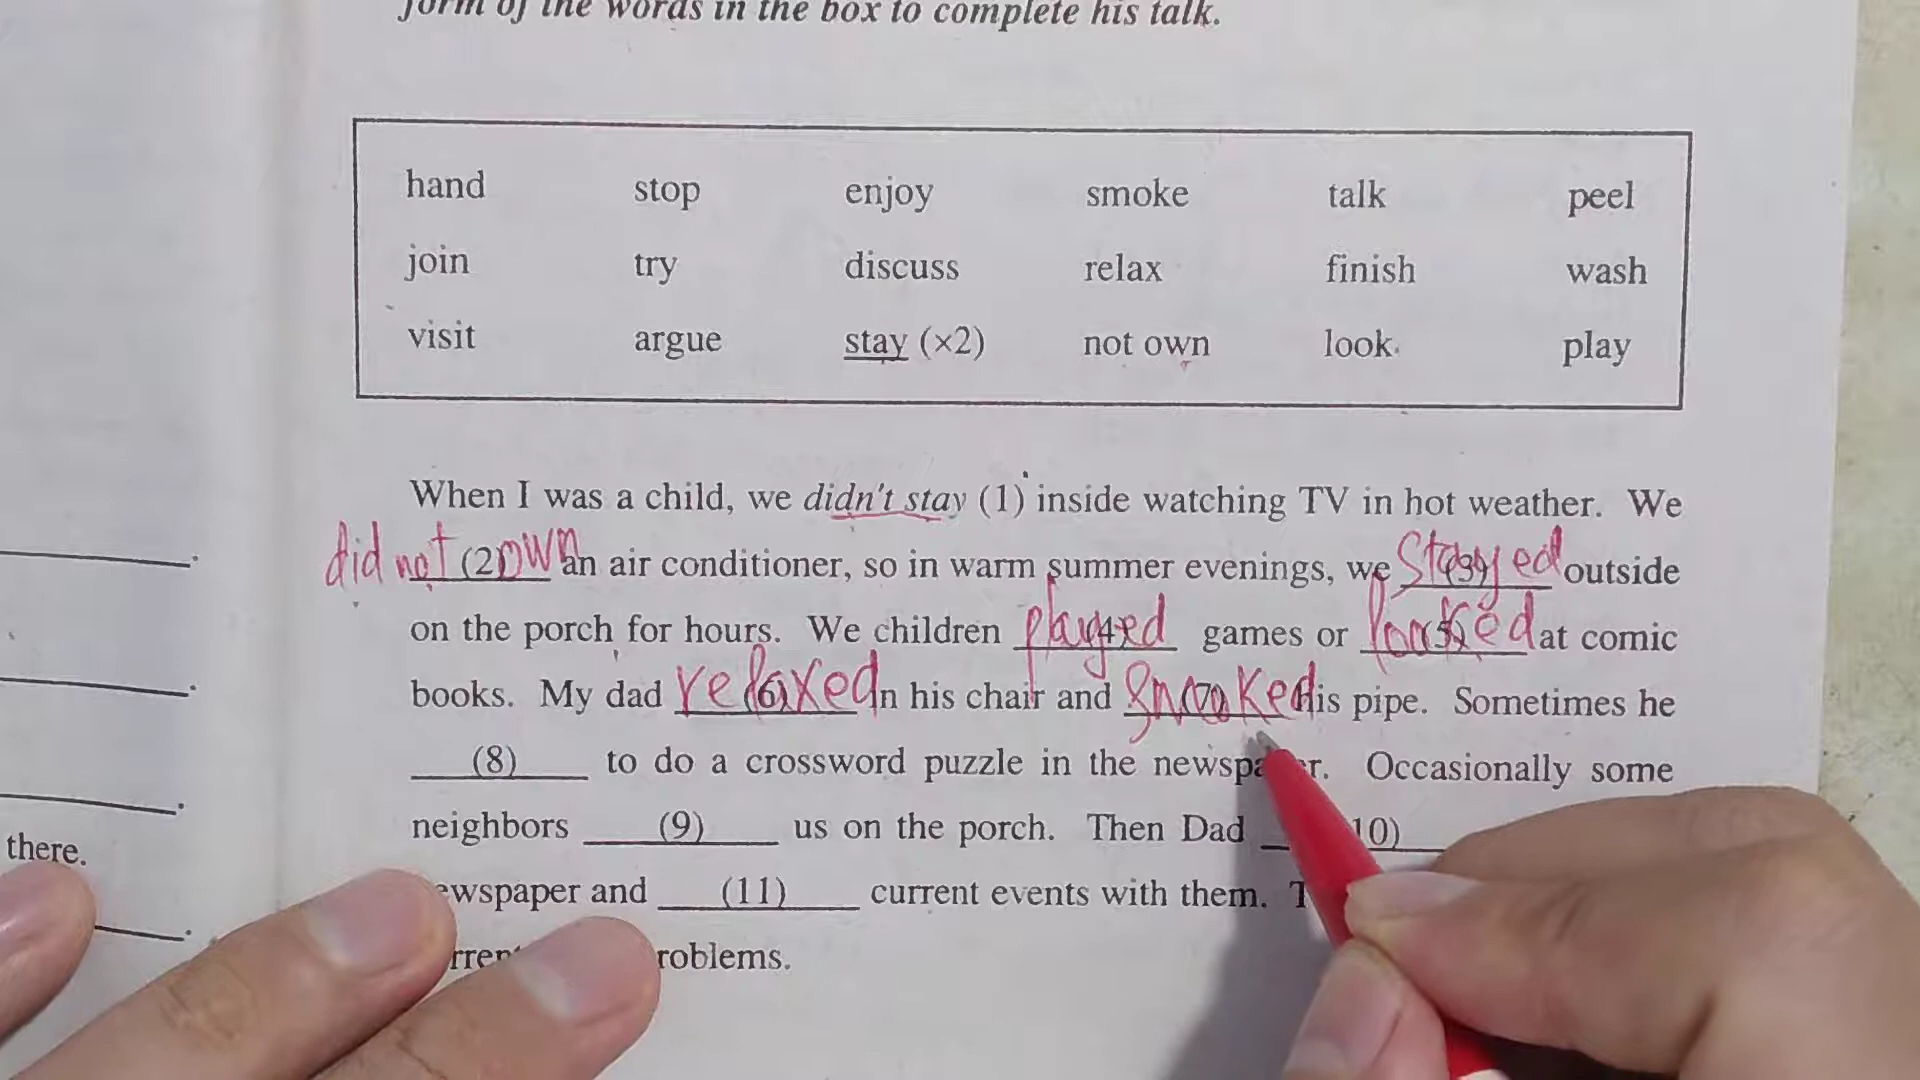 form of the words in the box to complete his talk.
hand stop enjoy smoke talk peel
join try discuss relax finish wash
visit argue stay (×2) not own look play
When I was a child, we didn't stay (1) inside watching TV in hot weather. We
did not (2) own an air conditioner, so in warm summer evenings, we stayed (3) outside
on the porch for hours. We children played (4) games or looked (5) at comic
books. My dad relaxed (6) in his chair and smoked (7) his pipe. Sometimes he
(8) to do a crossword puzzle in the newspaper. Occasionally some
neighbors (9) us on the porch. Then Dad 10)
ewspaper and (11) current events with them. T
roblems.
there.